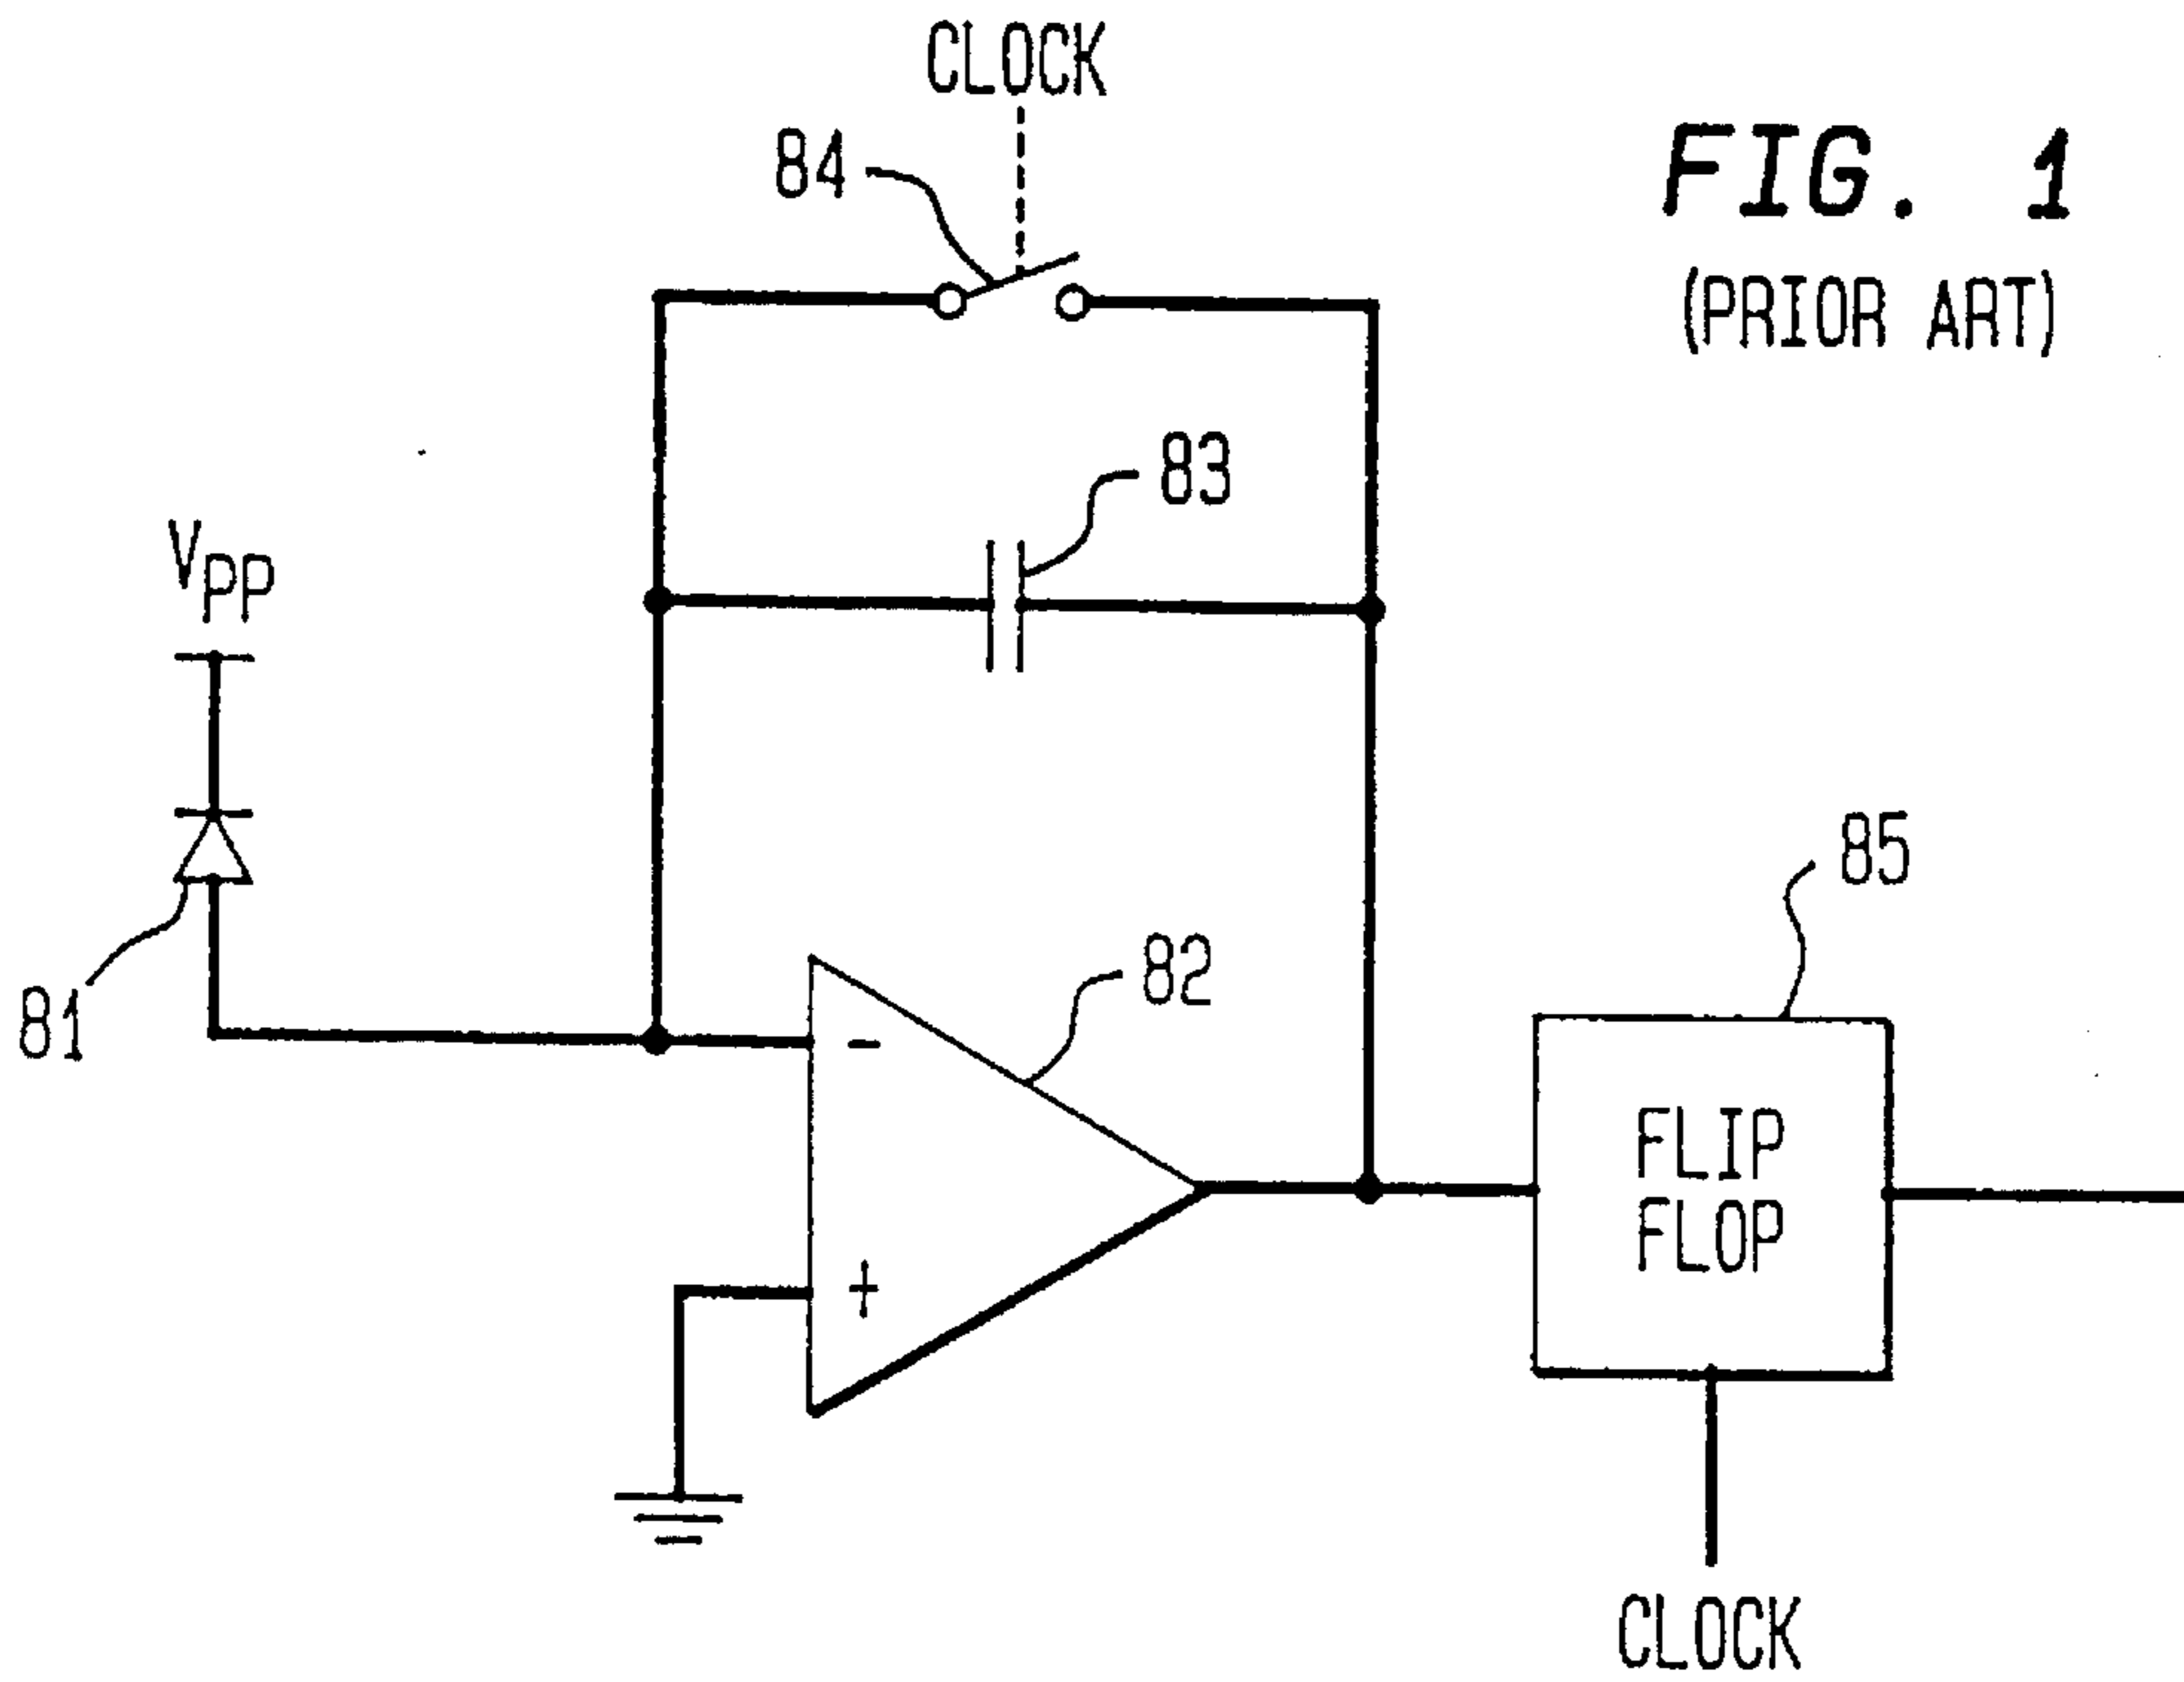 CLOCK
84
FIG. 1
(PRIOR ART)
83
VPP
85
82
81
-
FLIP
FLOP
+
CLOCK